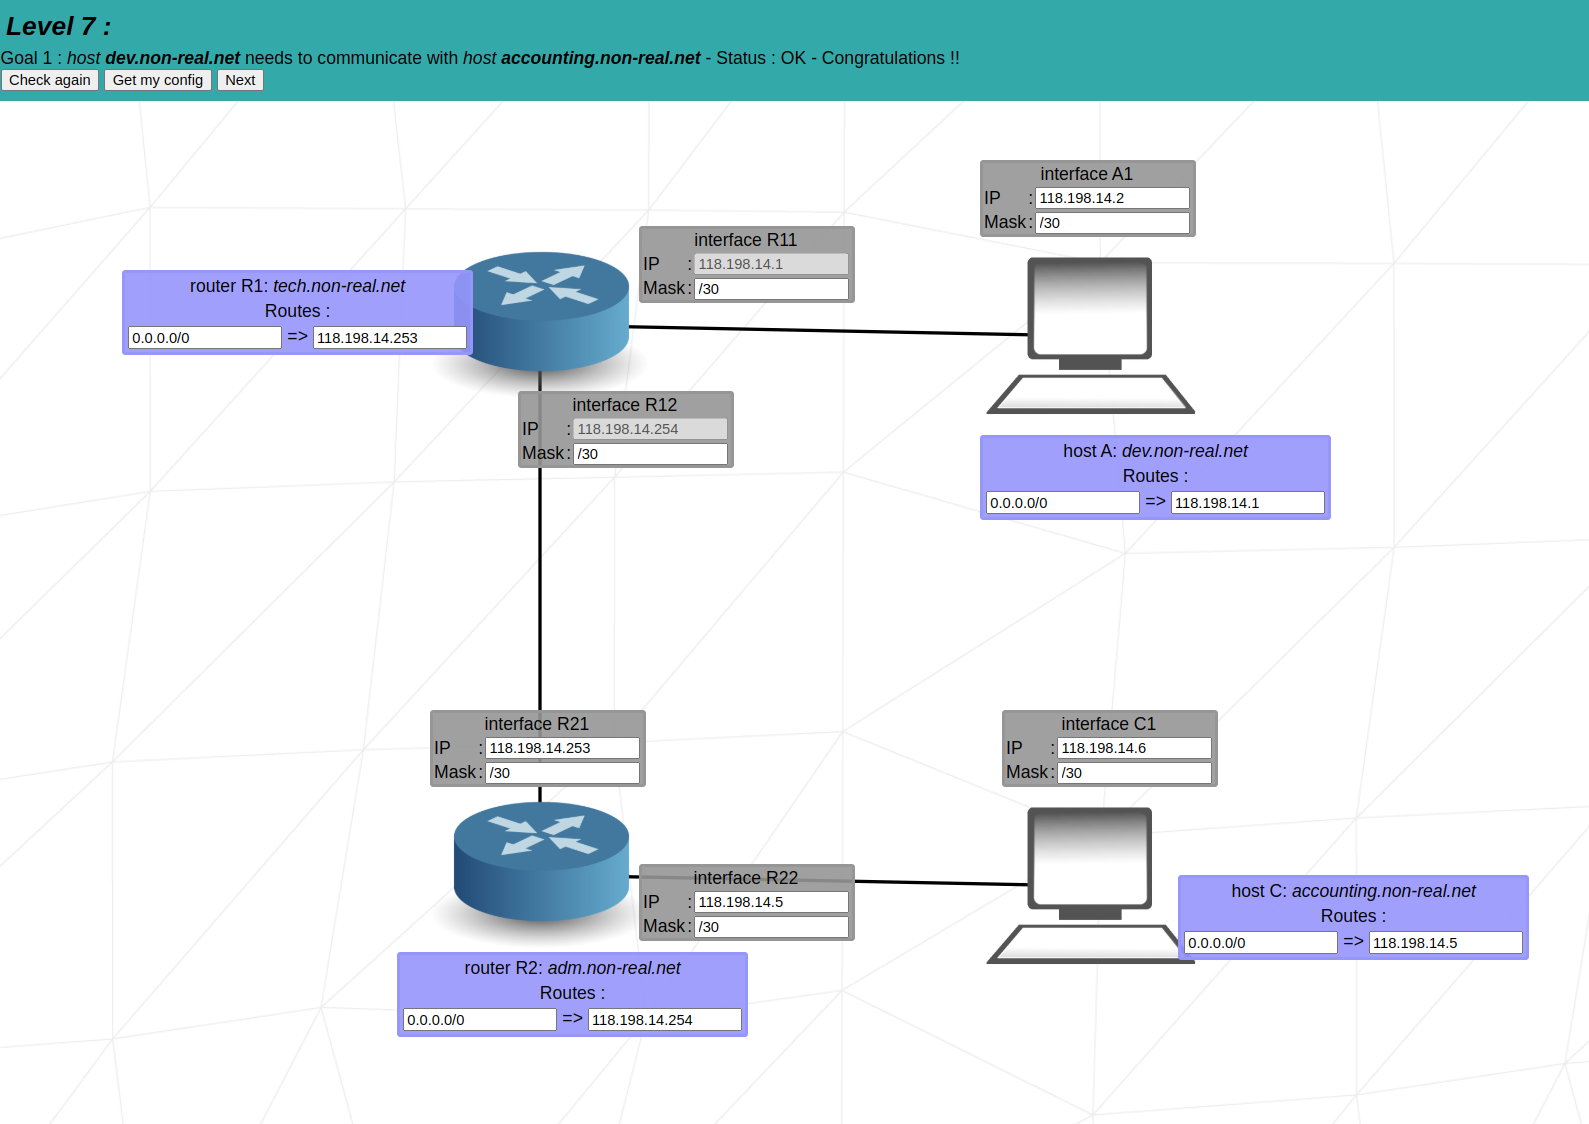 Level 7 :
Goal 1 : host dev.non-real.net needs to communicate with host accounting.non-real.net - Status : OK - Congratulations !!
Check again Get my config Next
interface A1
IP : 118.198.14.2
Mask : /30
interface R11
IP : 118.198.14.1
Mask : /30
router R1: tech.non-real.net
Routes :
0.0.0.0/0 => 118.198.14.253
interface R12
IP : 118.198.14.254
Mask : /30
host A: dev.non-real.net
Routes :
0.0.0.0/0 => 118.198.14.1
interface R21
IP : 118.198.14.253
Mask : /30
interface C1
IP : 118.198.14.6
Mask : /30
interface R22
IP : 118.198.14.5
Mask : /30
host C: accounting.non-real.net
Routes :
0.0.0.0/0 => 118.198.14.5
router R2: adm.non-real.net
Routes :
0.0.0.0/0 => 118.198.14.254